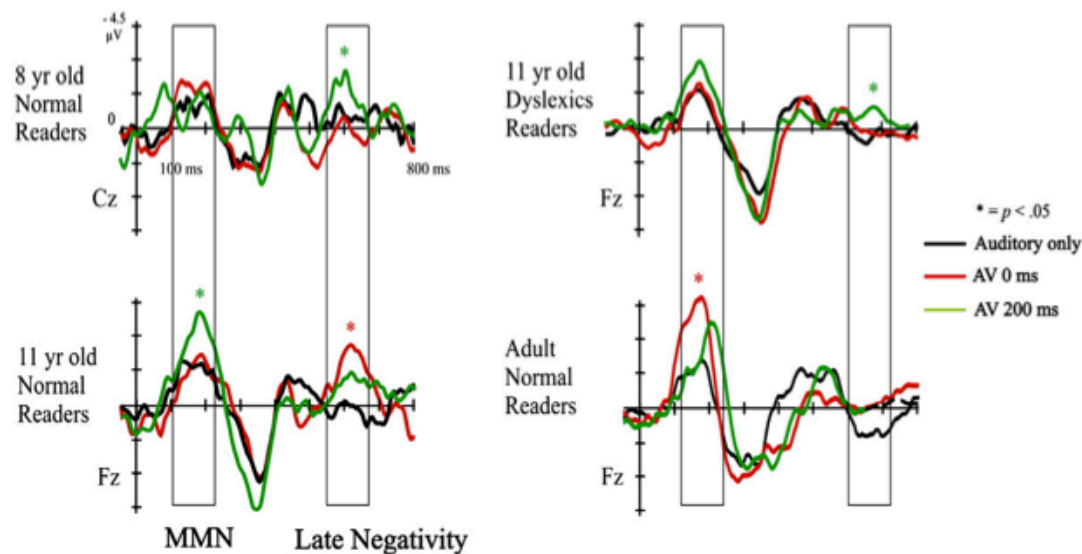 - 4.5
µV
8 yr old
Normal
Readers
0
100 ms
800 ms
Cz
*
11 yr old
Dyslexics
Readers
Fz
*
* = p < .05
Auditory only
AV 0 ms
AV 200 ms
11 yr old
Normal
Readers
Fz
*
*
MMN
Late Negativity
Adult
Normal
Readers
Fz
*